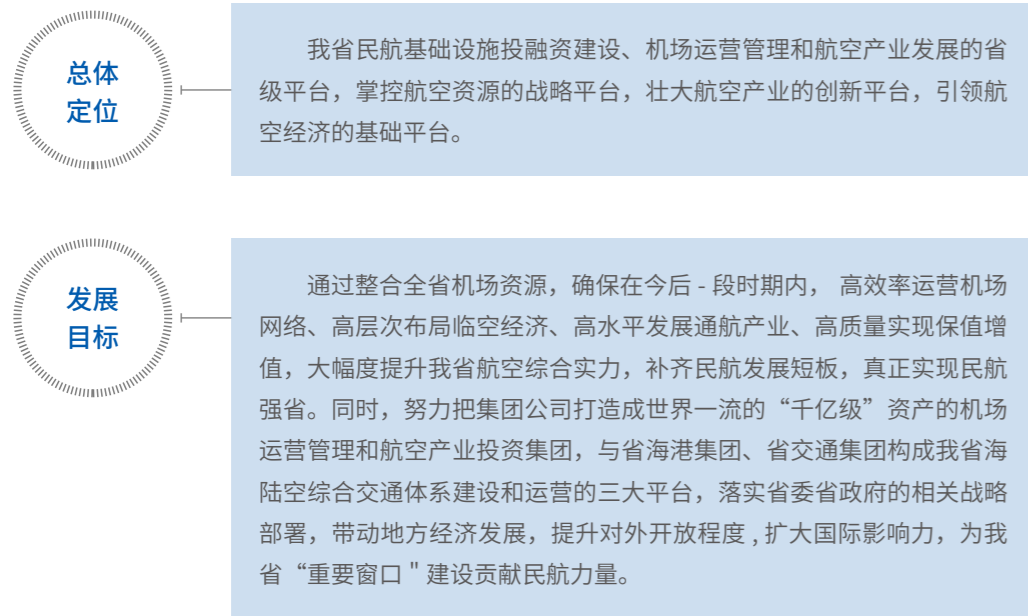 总体
定位
我省民航基础设施投融资建设、机场运营管理和航空产业发展的省
级平台，掌控航空资源的战略平台，壮大航空产业的创新平台，引领航
空经济的基础平台。
发展
目标
通过整合全省机场资源，确保在今后 - 段时期内， 高效率运营机场
网络、高层次布局临空经济、高水平发展通航产业、高质量实现保值增
值，大幅度提升我省航空综合实力，补齐民航发展短板，真正实现民航
强省。同时，努力把集团公司打造成世界一流的“千亿级”资产的机场
运营管理和航空产业投资集团，与省海港集团、省交通集团构成我省海
陆空综合交通体系建设和运营的三大平台，落实省委省政府的相关战略
部署，带动地方经济发展，提升对外开放程度 , 扩大国际影响力，为我
省“重要窗口 " 建设贡献民航力量。